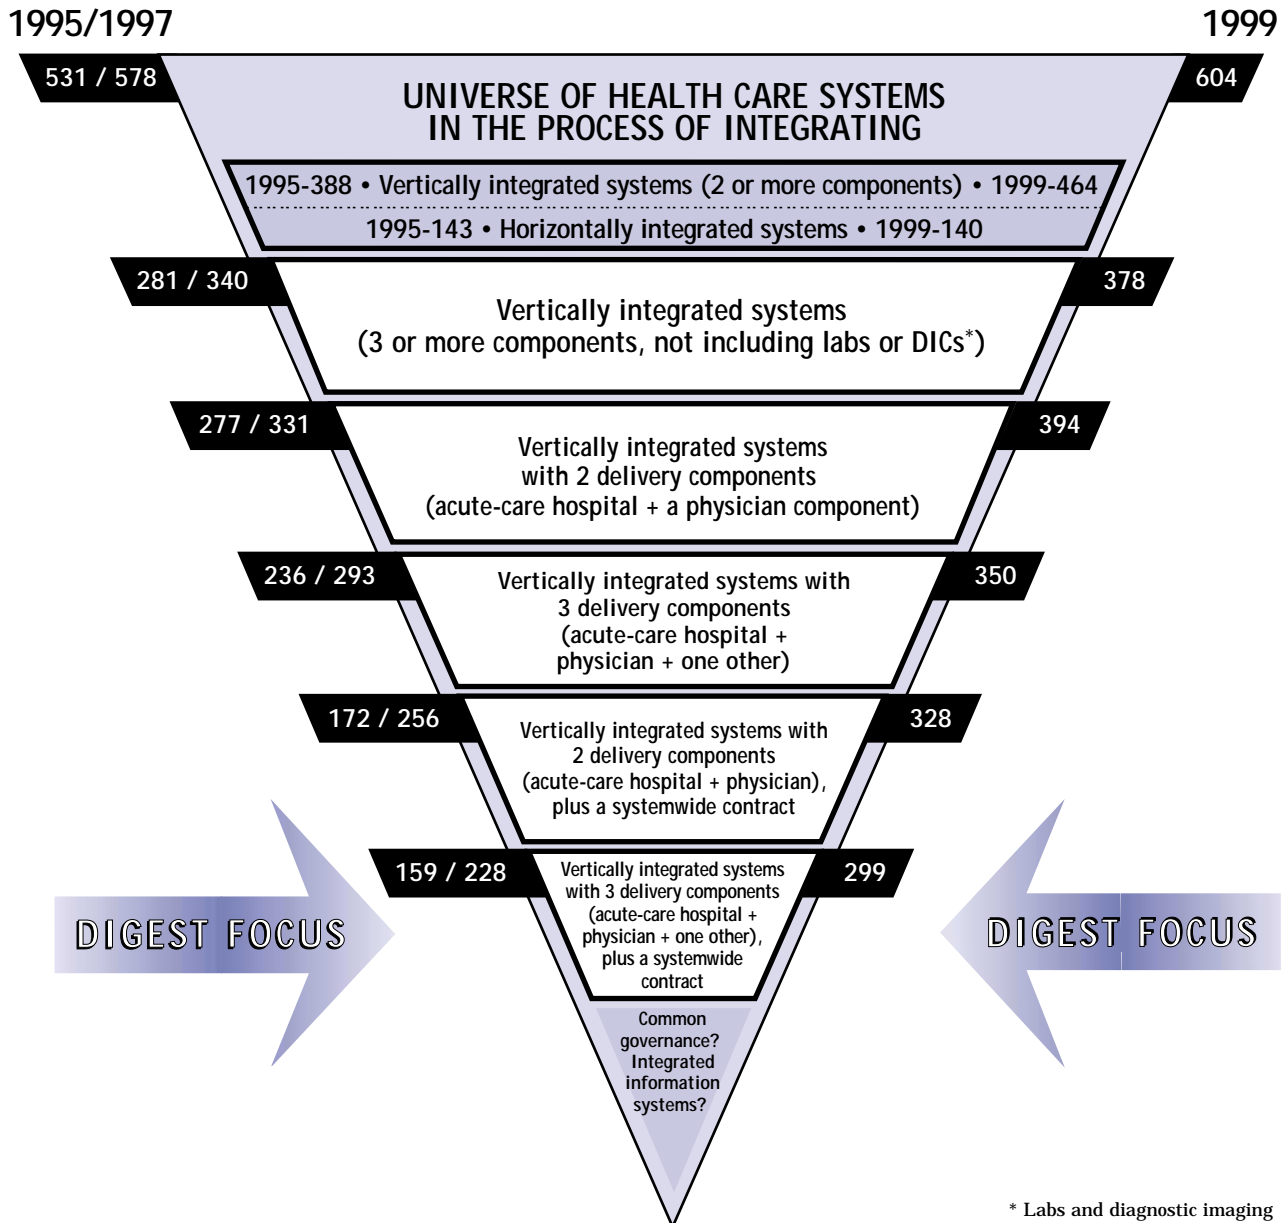 1995/1997
1999
531 / 578
604
UNIVERSE OF HEALTH CARE SYSTEMS
IN THE PROCESS OF INTEGRATING
1995-388 • Vertically integrated systems (2 or more components) • 1999-464
1995-143 • Horizontally integrated systems • 1999-140
281 / 340
378
Vertically integrated systems
(3 or more components, not including labs or DICs*)
277 / 331
394
Vertically integrated systems
with 2 delivery components
(acute-care hospital + a physician component)
236 / 293
350
Vertically integrated systems with
3 delivery components
(acute-care hospital +
physician + one other)
172 / 256
328
Vertically integrated systems with
2 delivery components
(acute-care hospital + physician),
plus a systemwide contract
159 / 228
299
Vertically integrated systems
with 3 delivery components
(acute-care hospital +
physician + one other),
plus a systemwide
contract
DIGEST FOCUS
DIGEST FOCUS
Common
governance?
Integrated
information
systems?
* Labs and diagnostic imaging